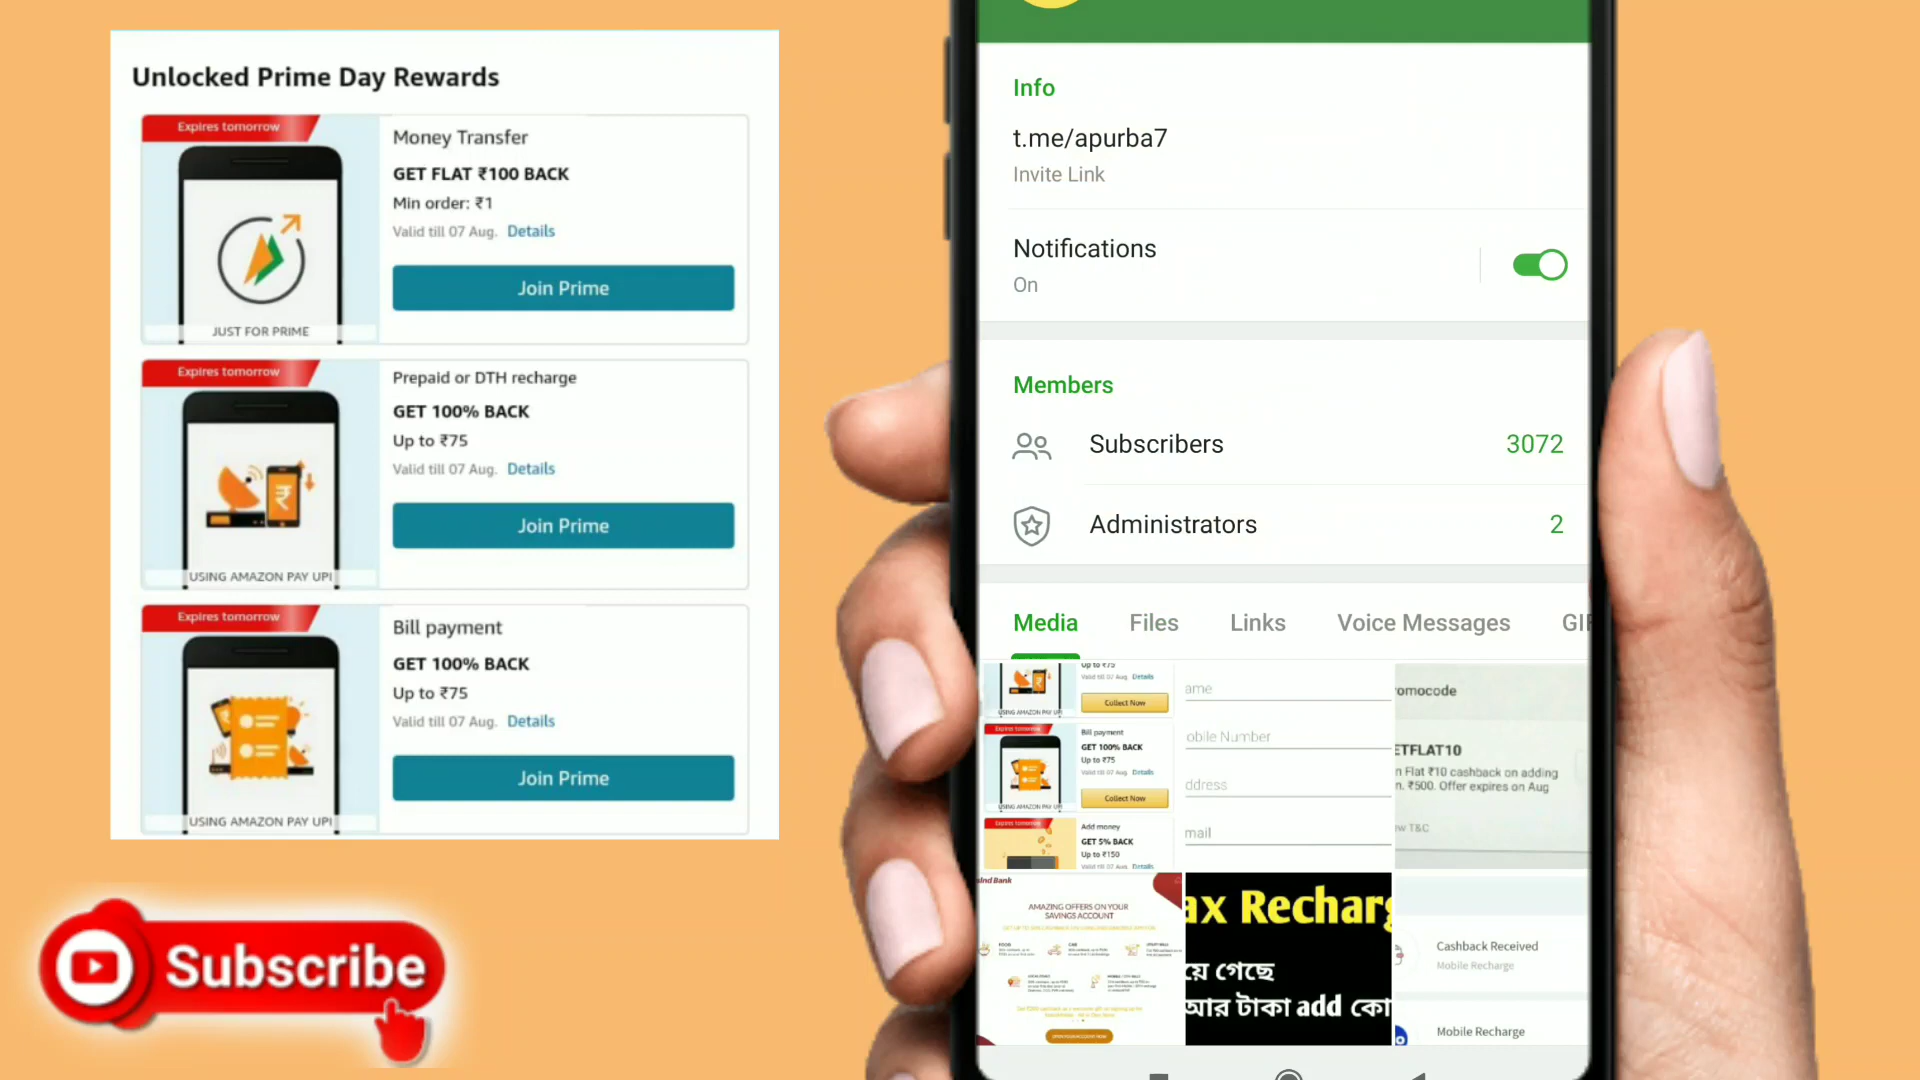 Unlocked Prime Day Rewards
Expires tomorrow
Money Transfer
GET FLAT ₹100 BACK
Min order: ₹1
Valid till 07 Aug. Details
Join Prime
JUST FOR PRIME
Expires tomorrow
Prepaid or DTH recharge
GET 100% BACK
Up to ₹75
Valid till 07 Aug. Details
Join Prime
USING AMAZON PAY UPI
Expires tomorrow
Bill payment
GET 100% BACK
Up to ₹75
Valid till 07 Aug. Details
Join Prime
USING AMAZON PAY UPI
Subscribe
Info
t.me/apurba7
Invite Link
Notifications
On
Members
Subscribers 3072
Administrators 2
Media Files Links Voice Messages GIF
Up to ₹75
Valid till 07 Aug. Details
Collect Now
USING AMAZON PAY UPI
Expires tomorrow
Bill payment
GET 100% BACK
Up to ₹75
Valid till 07 Aug. Details
Collect Now
USING AMAZON PAY UPI
Expires tomorrow
Add money
GET 5% BACK
Up to ₹150
Valid till 07 Aug. Details
ame
obile Number
ddress
mail
omocode
ETFLAT10
n Flat ₹10 cashback on adding
n. ₹500. Offer expires on Aug
ew T&C
sInd Bank
AMAZING OFFERS ON YOUR
SAVINGS ACCOUNT
ax Recharg
য়ে গেছে
আর টাকা add কো
Cashback Received
Mobile Recharge
Mobile Recharge